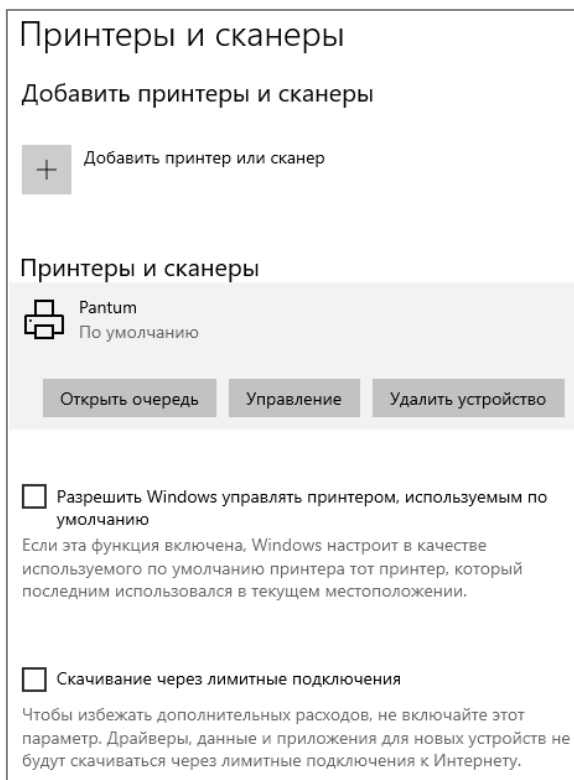 Принтеры и сканеры
Добавить принтеры и сканеры
Добавить принтер или сканер
Принтеры и сканеры
Pantum
По умолчанию
Открыть очередь Управление Удалить устройство
Разрешить Windows управлять принтером, используемым по
умолчанию
Если эта функция включена, Windows настроит в качестве
используемого по умолчанию принтера тот принтер, который
последним использовался в текущем местоположении.
Скачивание через лимитные подключения
Чтобы избежать дополнительных расходов, не включайте этот
параметр. Драйверы, данные и приложения для новых устройств не
будут скачиваться через лимитные подключения к Интернету.